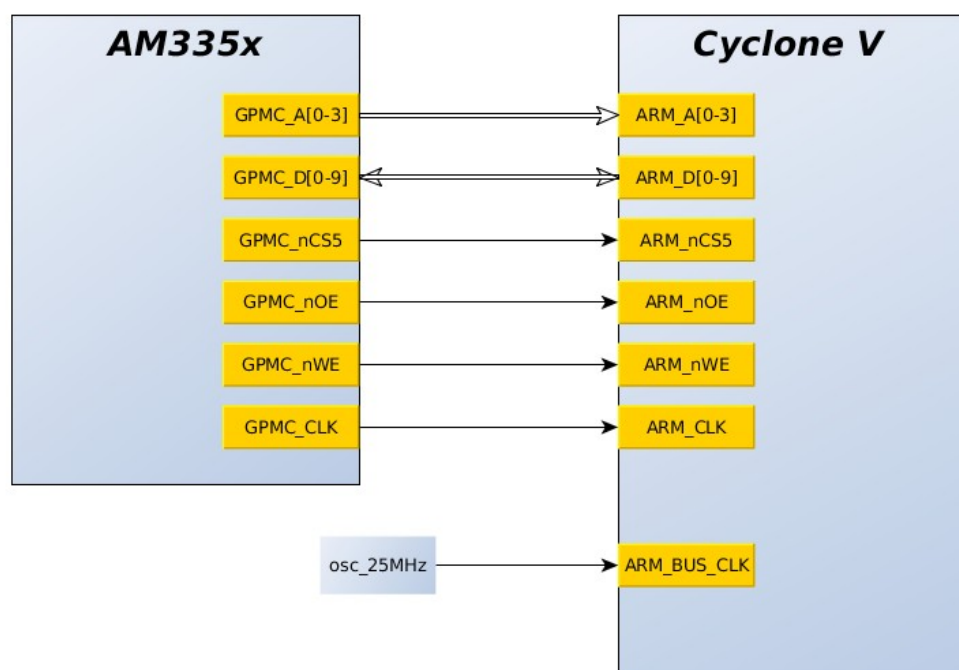 AM335x
Cyclone V
GPMC_A[0-3]
ARM_A[0-3]
GPMC_D[0-9]
ARM_D[0-9]
GPMC_nCS5
ARM_nCS5
GPMC_nOE
ARM_nOE
GPMC_nWE
ARM_nWE
GPMC_CLK
ARM_CLK
osc_25MHz
ARM_BUS_CLK